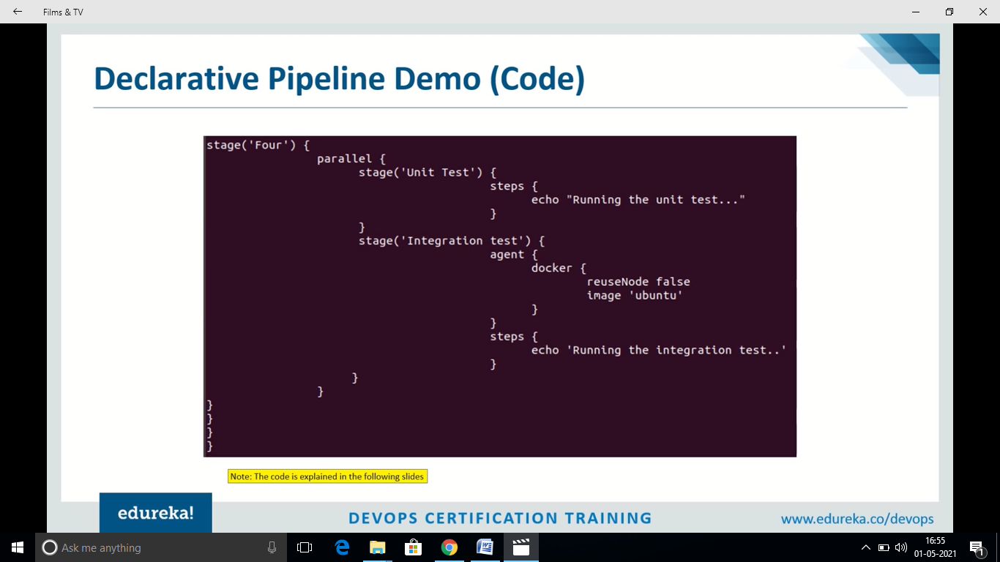 Films & TV
Declarative Pipeline Demo (Code)
stage('Four') {
parallel {
stage('Unit Test') {
steps {
echo "Running the unit test..."
}
}
stage('Integration test') {
agent {
docker {
reuseNode false
image 'ubuntu'
}
}
steps {
echo 'Running the integration test..'
}
}
}
}
}
}
}
Note: The code is explained in the following slides
edureka!
DEVOPS CERTIFICATION TRAINING
www.edureka.co/devops
Ask me anything
16:55
01-05-2021
1